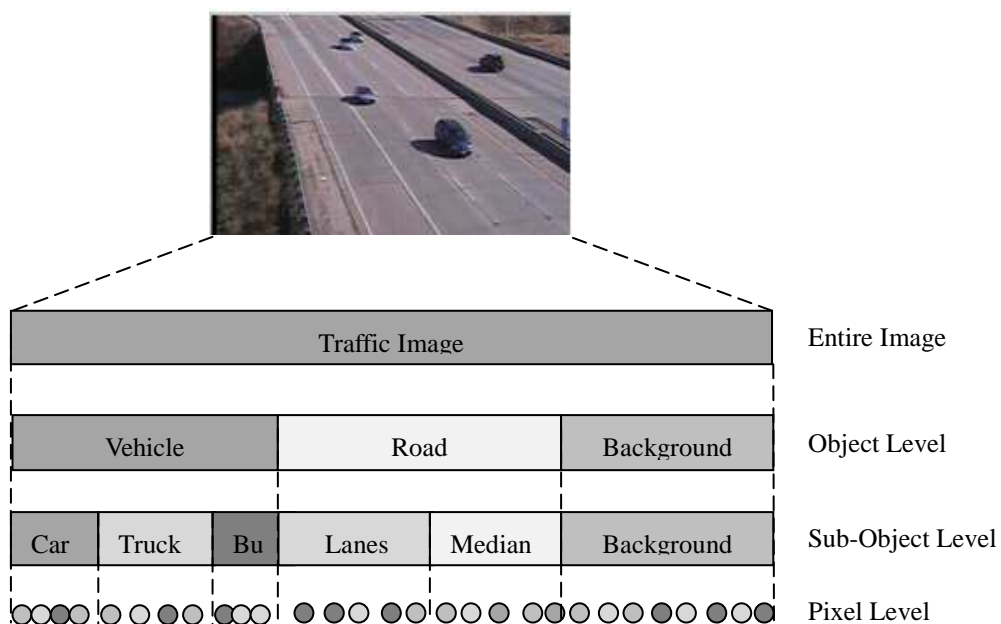 Traffic Image Entire Image
Vehicle Road Background Object Level
Car Truck Bu Lanes Median Background Sub-Object Level
Pixel Level